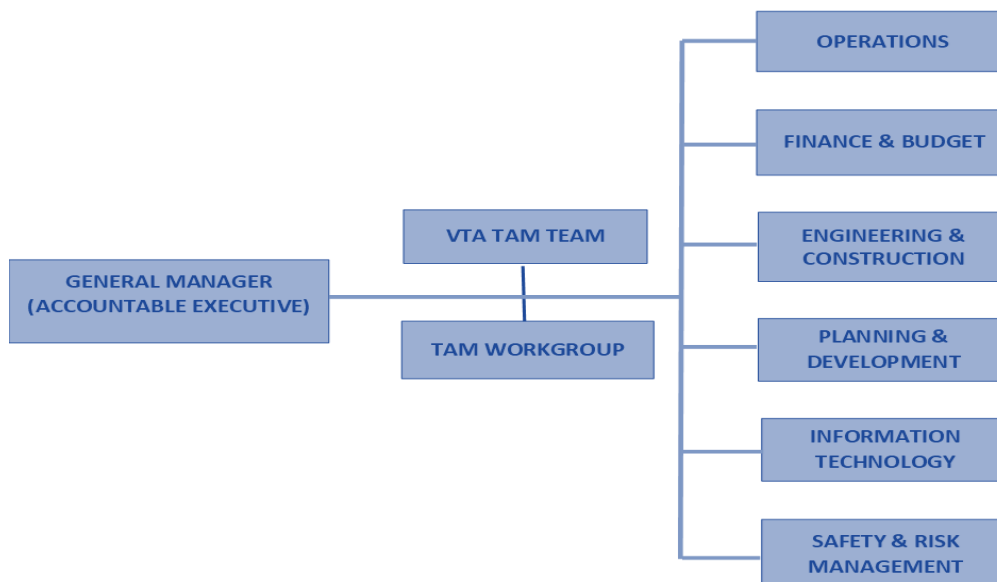 OPERATIONS
FINANCE & BUDGET
ENGINEERING &
CONSTRUCTION
VTA TAM TEAM
GENERAL MANAGER
(ACCOUNTABLE EXECUTIVE)
TAM WORKGROUP
PLANNING &
DEVELOPMENT
INFORMATION
TECHNOLOGY
SAFETY & RISK
MANAGEMENT